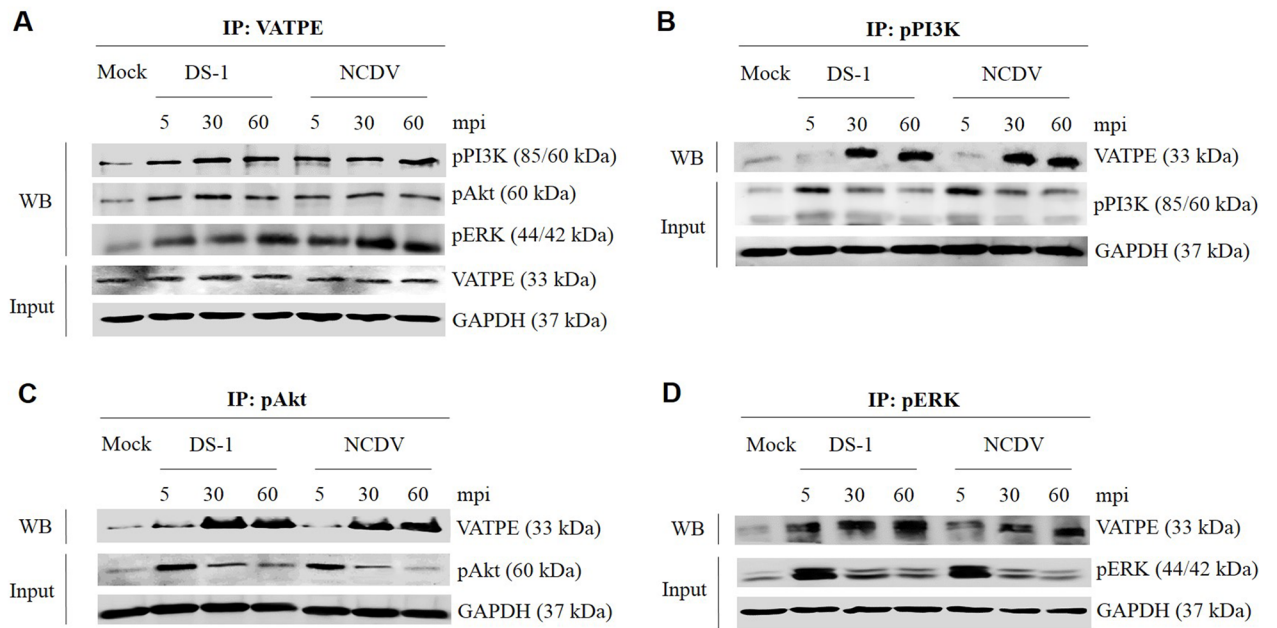 A
IP: VATPE
Mock DS-1 NCDV
5 30 60 5 30 60 mpi
WB
pPI3K (85/60 kDa)
pAkt (60 kDa)
pERK (44/42 kDa)
Input
VATPE (33 kDa)
GAPDH (37 kDa)
B
IP: pPI3K
Mock DS-1 NCDV
5 30 60 5 30 60 mpi
WB VATPE (33 kDa)
Input
pPI3K (85/60 kDa)
GAPDH (37 kDa)
C
IP: pAkt
Mock DS-1 NCDV
5 30 60 5 30 60 mpi
WB VATPE (33 kDa)
Input
pAkt (60 kDa)
GAPDH (37 kDa)
D
IP: pERK
Mock DS-1 NCDV
5 30 60 5 30 60 mpi
WB VATPE (33 kDa)
Input
pERK (44/42 kDa)
GAPDH (37 kDa)